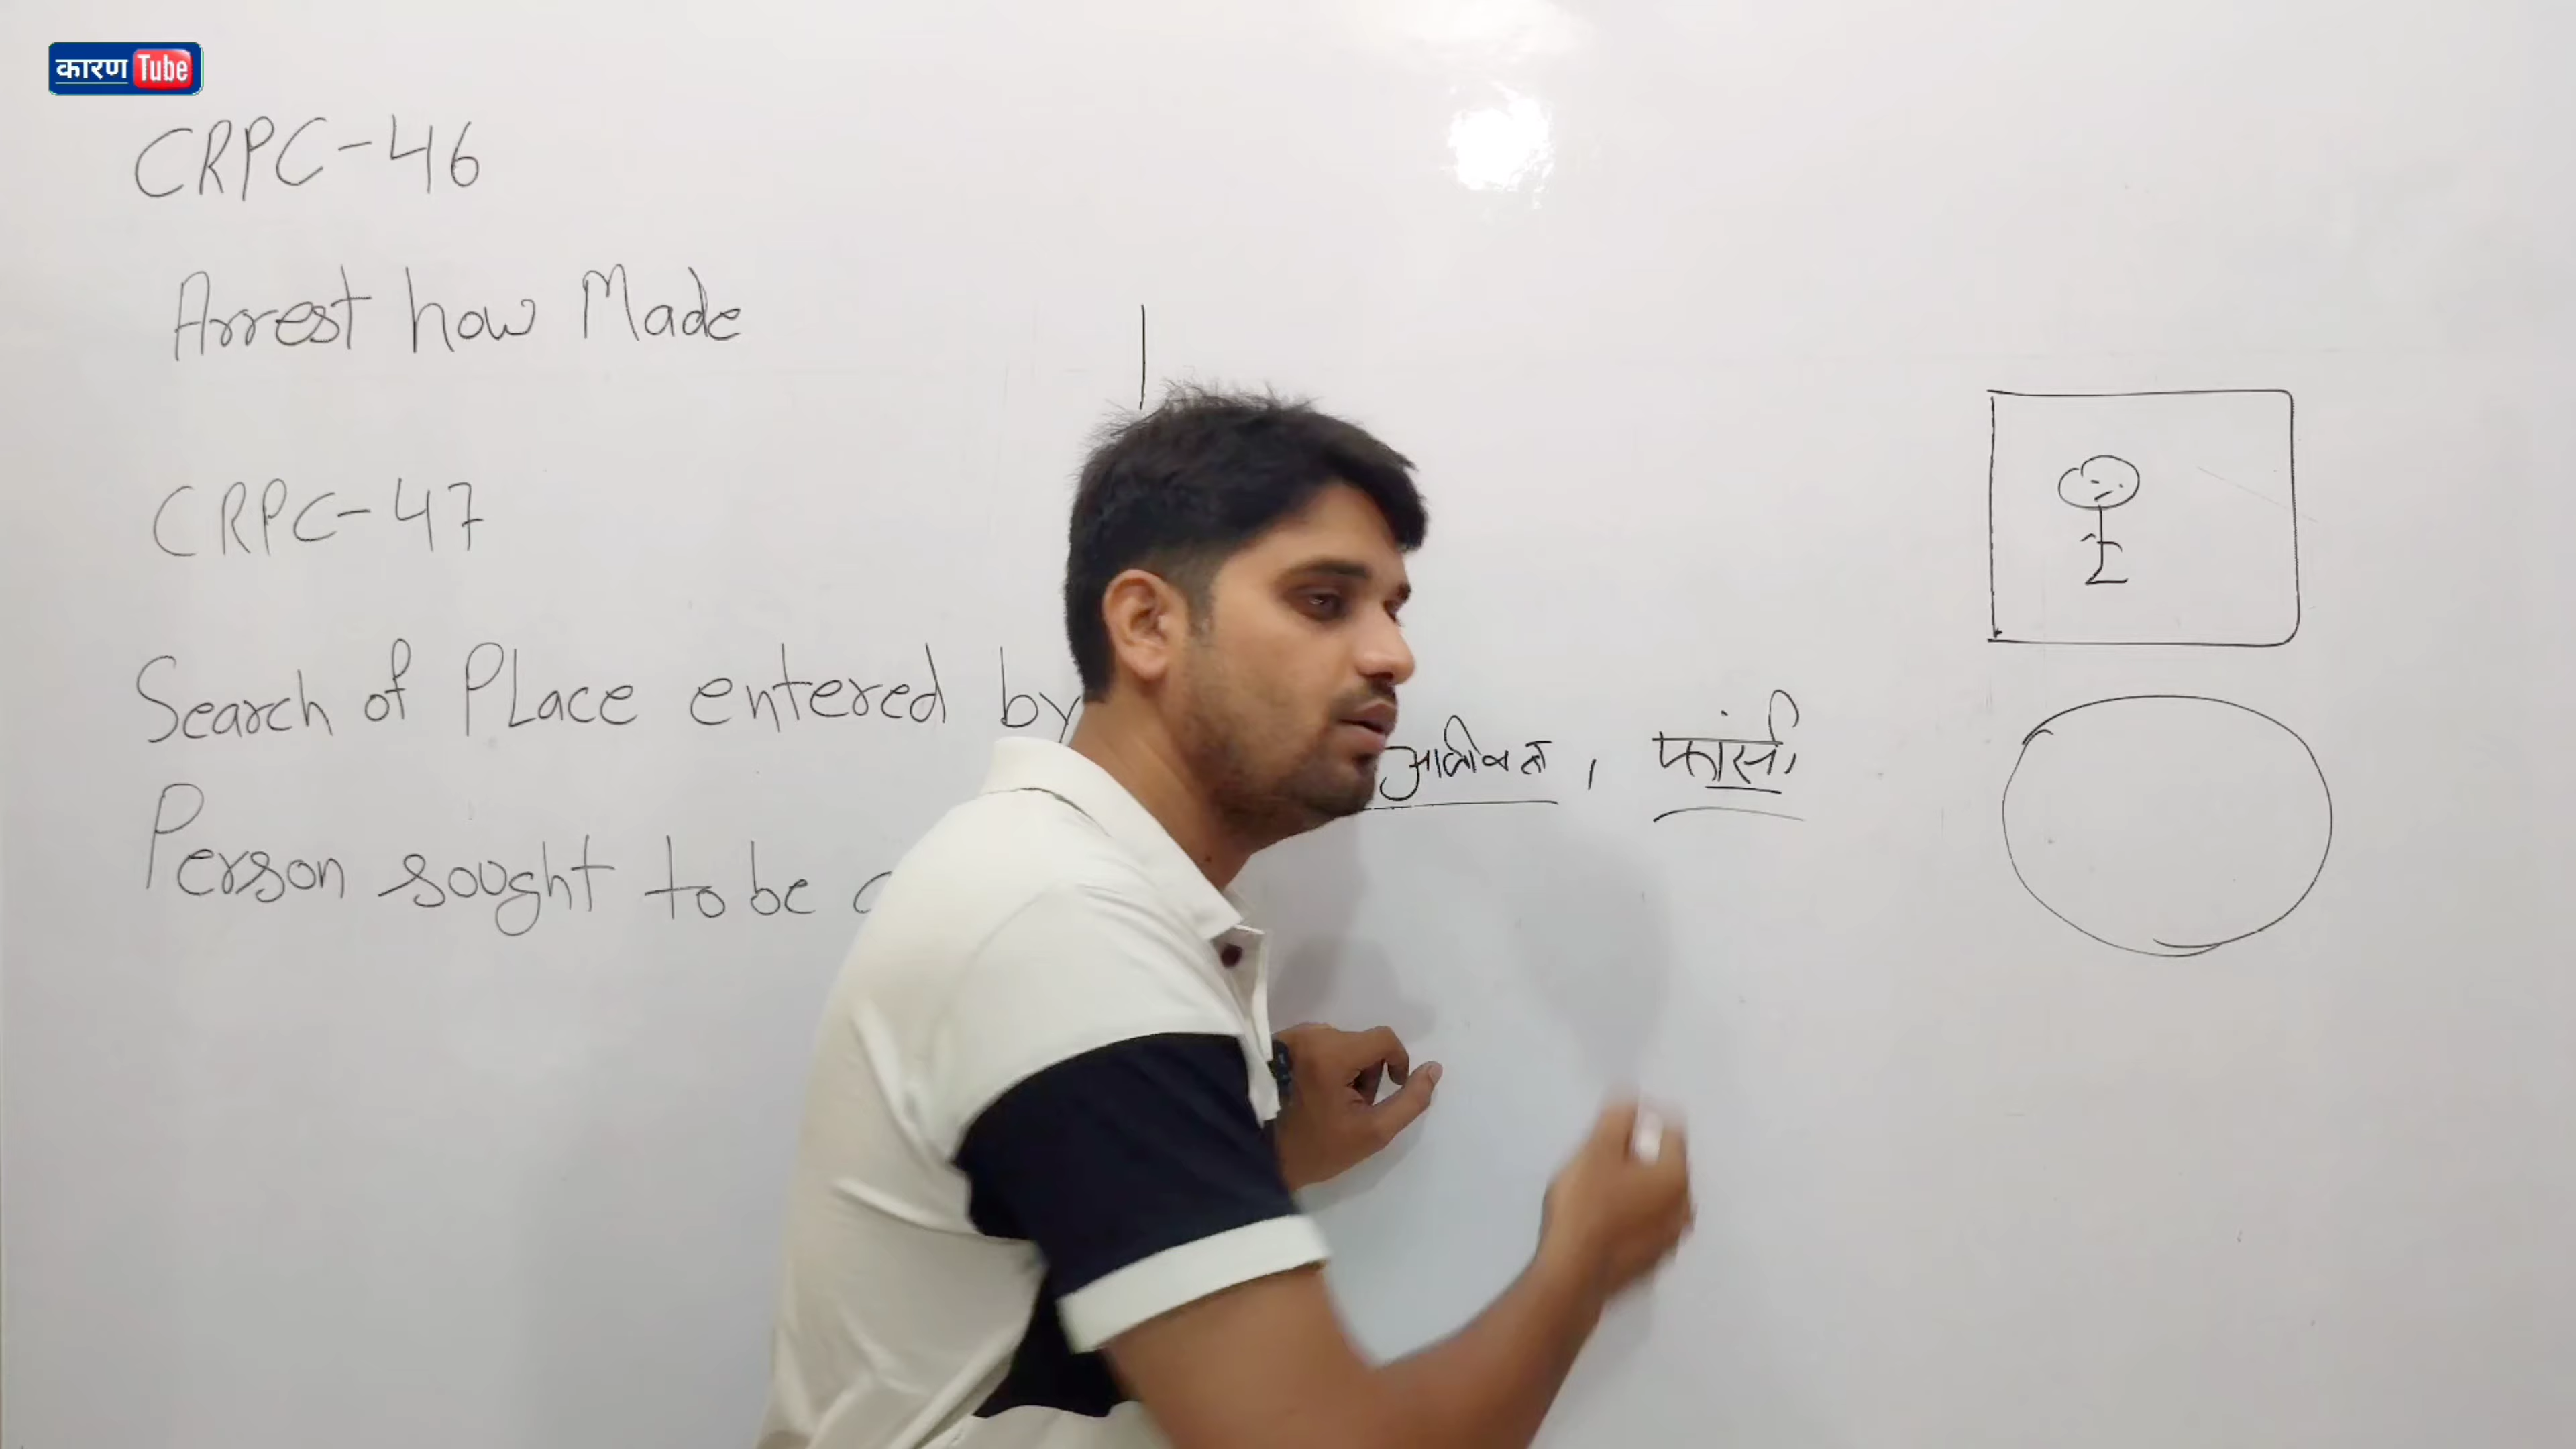 कारण Tube
CRPC-46
Arrest how Made
CRPC-47
Search of PLace entered by
आजीवन , फांसी
Person sought to be